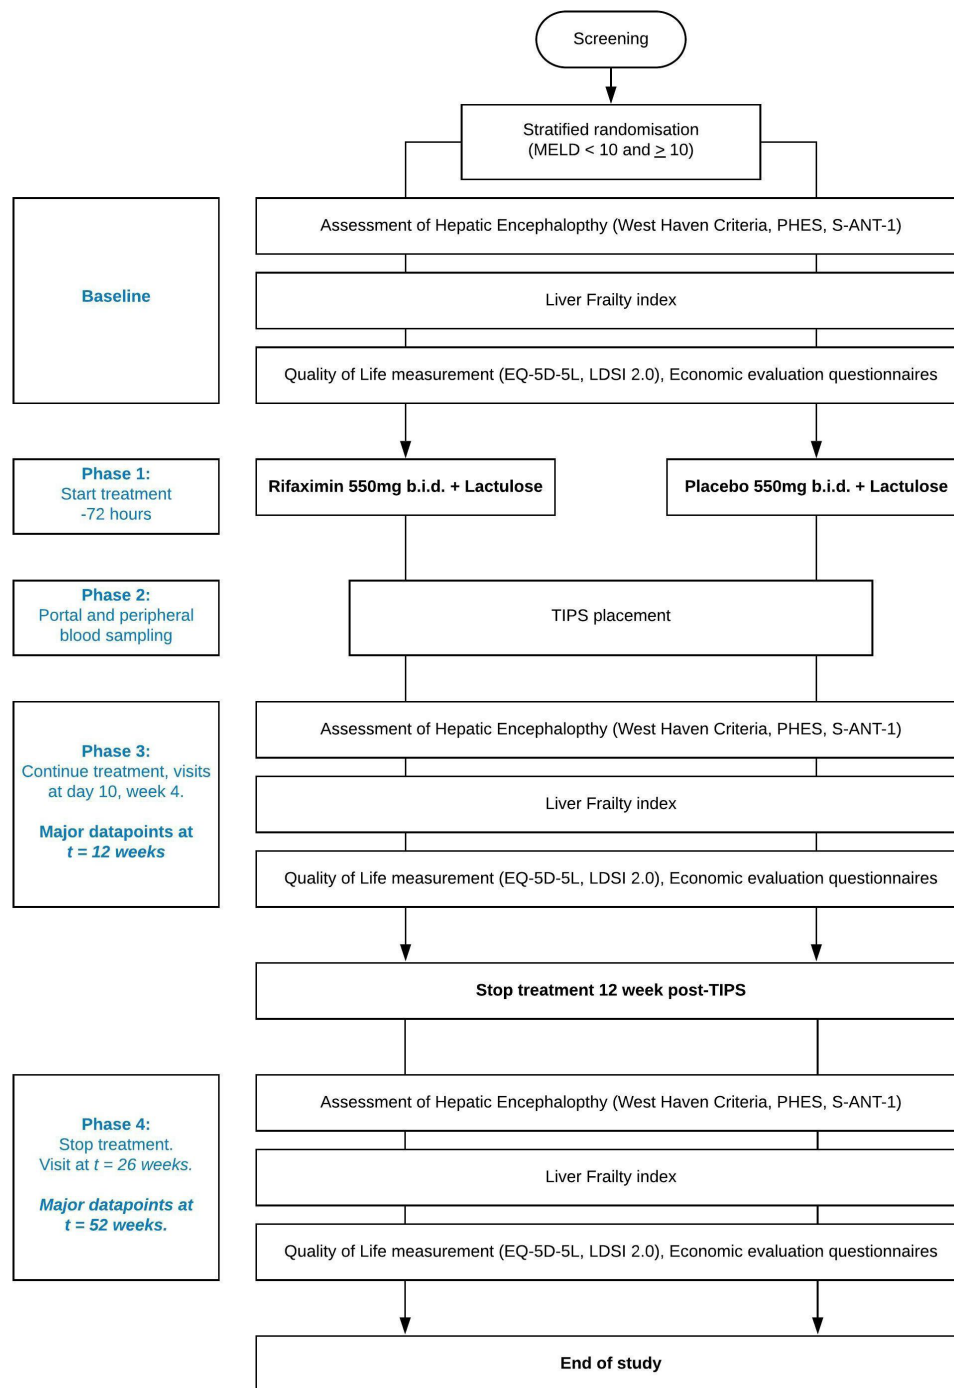 Screening
Stratified randomisation
(MELD < 10 and ≥ 10)
Baseline
Assessment of Hepatic Encephalopthy (West Haven Criteria, PHES, S-ANT-1)
Liver Frailty index
Quality of Life measurement (EQ-5D-5L, LDSI 2.0), Economic evaluation questionnaires
Phase 1:
Start treatment
-72 hours
Rifaximin 550mg b.i.d. + Lactulose
Placebo 550mg b.i.d. + Lactulose
Phase 2:
Portal and peripheral
blood sampling
TIPS placement
Phase 3:
Continue treatment, visits
at day 10, week 4.
Major datapoints at
t = 12 weeks
Assessment of Hepatic Encephalopthy (West Haven Criteria, PHES, S-ANT-1)
Liver Frailty index
Quality of Life measurement (EQ-5D-5L, LDSI 2.0), Economic evaluation questionnaires
Stop treatment 12 week post-TIPS
Phase 4:
Stop treatment.
Visit at t = 26 weeks.
Major datapoints at
t = 52 weeks.
Assessment of Hepatic Encephalopthy (West Haven Criteria, PHES, S-ANT-1)
Liver Frailty index
Quality of Life measurement (EQ-5D-5L, LDSI 2.0), Economic evaluation questionnaires
End of study